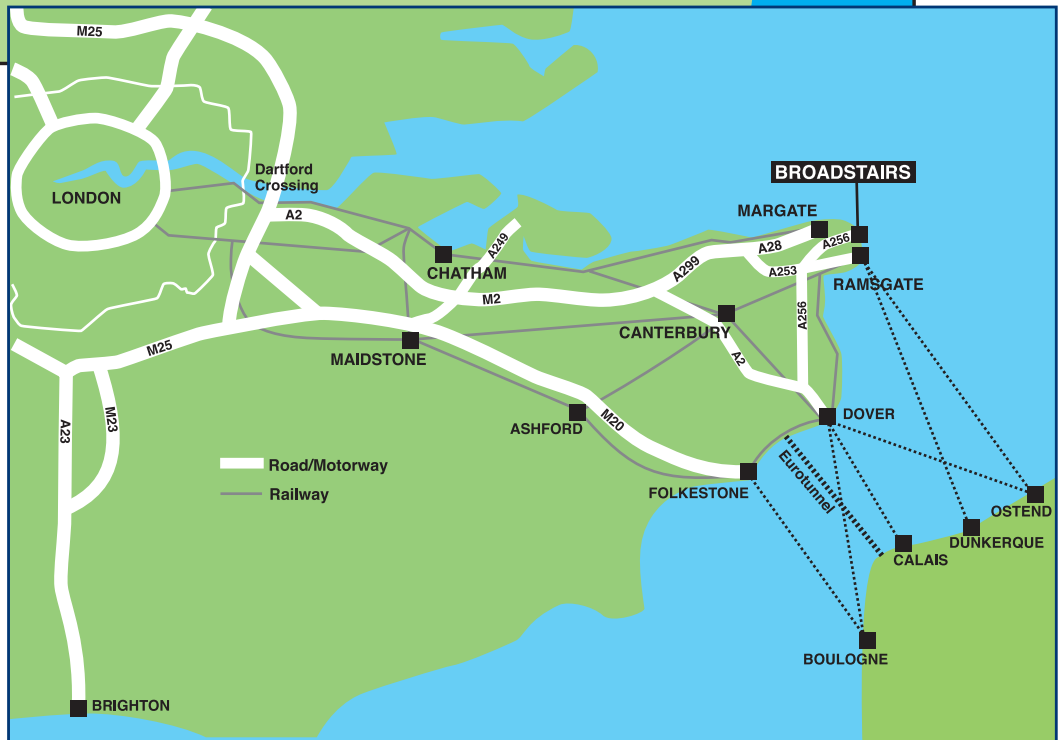 M25
Dartford
Crossing
BROADSTAIRS
LONDON
MARGATE
A2
A249
A28
A256
CHATHAM
A299
A253
RAMSGATE
M2
A256
CANTERBURY
M25
MAIDSTONE
A2
A23
M23
ASHFORD
M20
DOVER
Road/Motorway
Railway
FOLKESTONE
Eurotunnel
OSTEND
DUNKERQUE
CALAIS
BOULOGNE
BRIGHTON